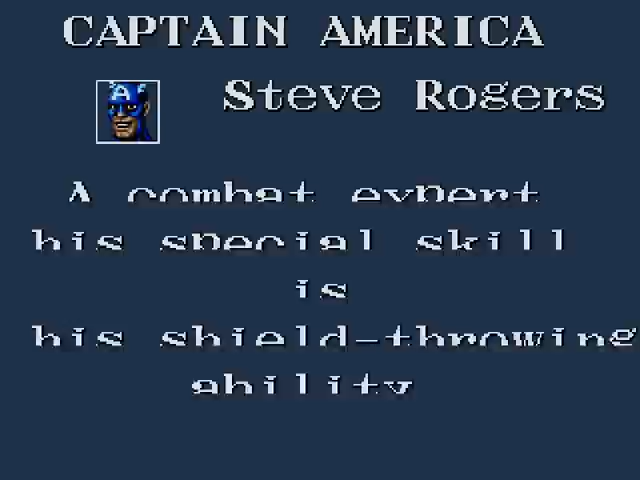 CAPTAIN AMERICA
Steve Rogers
A combat expert
his special skill
is
his shield-throwing
ability